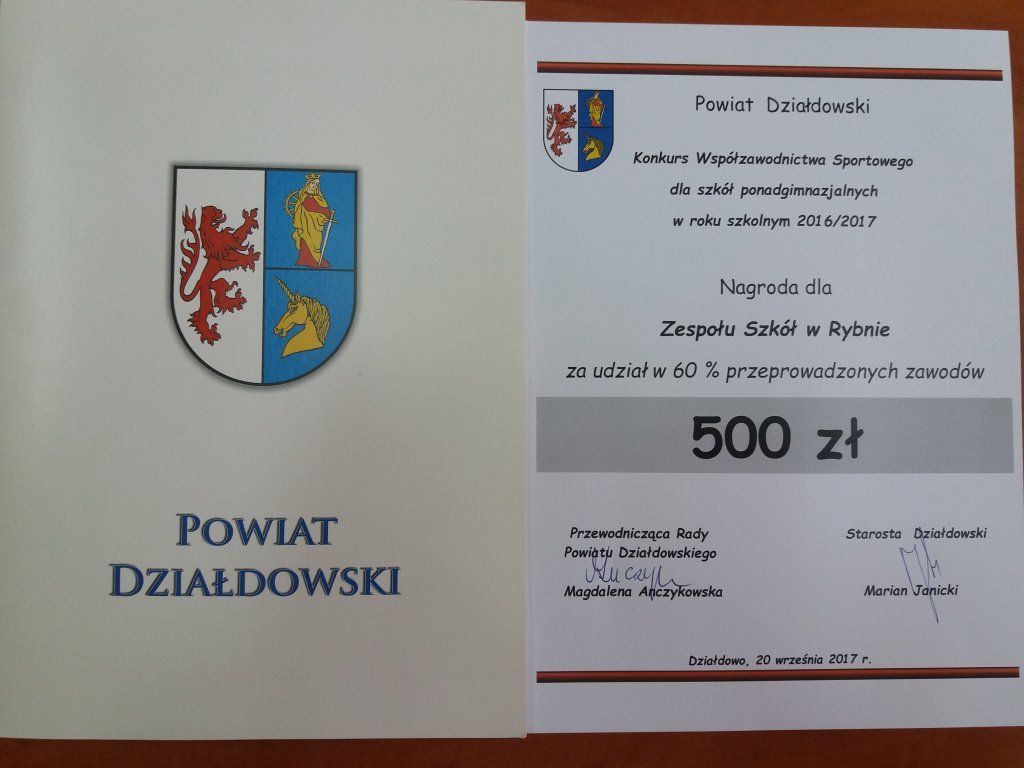 POWIAT
DZIAŁDOWSKI
Powiat Działdowski
Konkurs Współzawodnictwa Sportowego
dla szkół ponadgimnazjalnych
w roku szkolnym 2016/2017
Nagroda dla
Zespołu Szkół w Rybnie
za udział w 60 % przeprowadzonych zawodów
500 zł
Przewodnicząca Rady
Powiatu Działdowskiego
Magdalena Anczykowska
Starosta Działdowski
Marian Janicki
Działdowo, 20 września 2017 r.